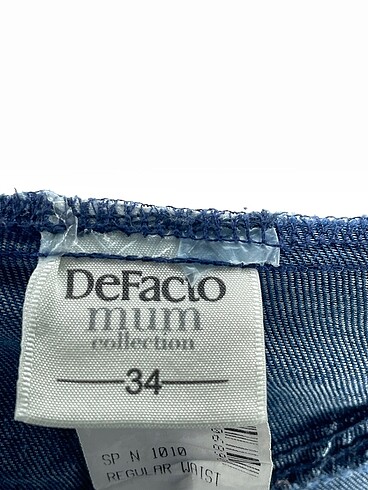 DeFacto
mum
collection
34
SP N 1010
REGULAR WAIST